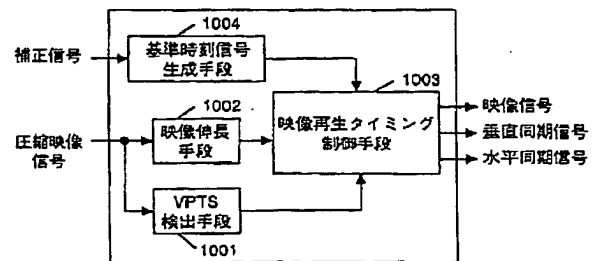 1004
補正信号
基準時刻信号
生成手段
1003
1002
圧縮映像
信号
映像伸長
手段
映像再生タイミング
制御手段
映像信号
垂直同期信号
水平同期信号
VPTS
検出手段
1001